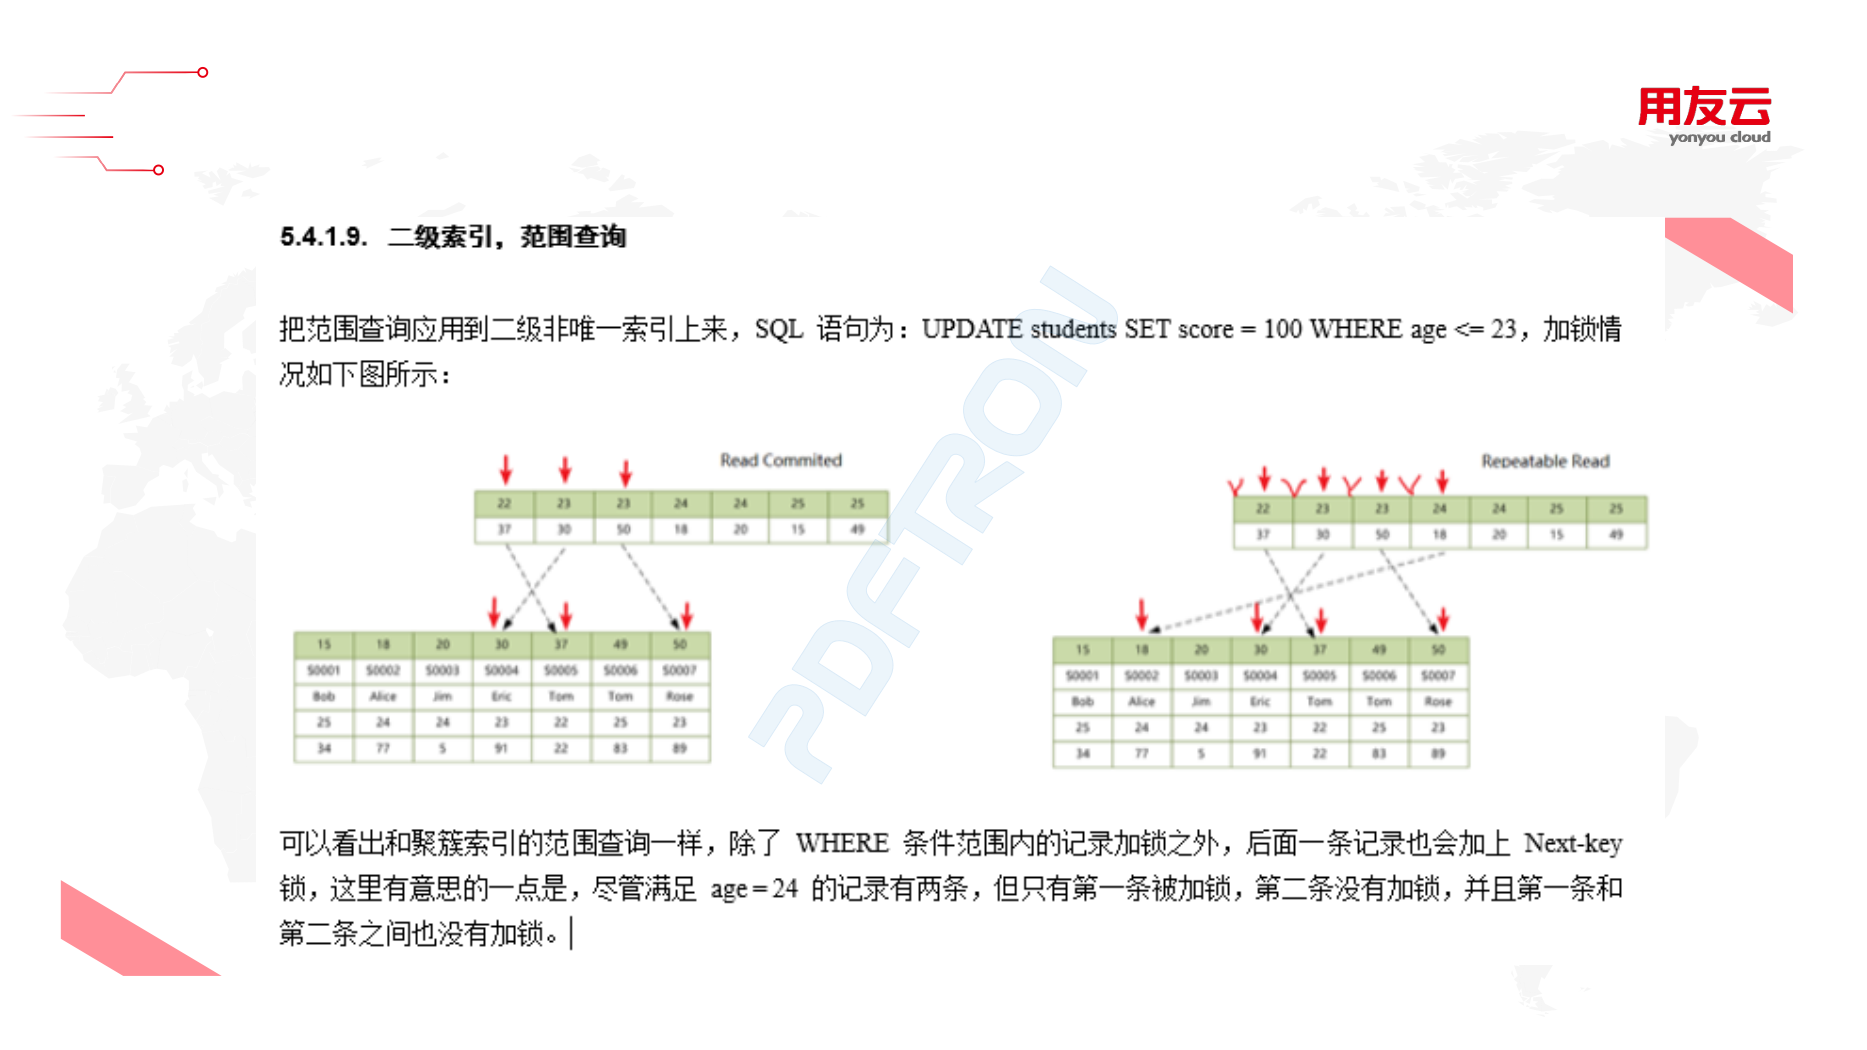 用友云
yonyou cloud
5.4.1.9. 二级索引，范围查询
把范围查询应用到二级非唯一索引上来，SQL 语句为：UPDATE students SET score = 100 WHERE age <= 23，加锁情
况如下图所示：
Read Commited
22 23 23 24 24 25 25
37 30 50 18 20 15 49
15 18 20 30 37 49 50
S0001 S0002 S0003 S0004 S0005 S0006 S0007
Bob Alice Jim Eric Tom Tom Rose
25 24 24 23 22 25 23
34 77 5 91 22 83 89
Repeatable Read
22 23 23 24 24 25 25
37 30 50 18 20 15 49
15 18 20 30 37 49 50
S0001 S0002 S0003 S0004 S0005 S0006 S0007
Bob Alice Jim Eric Tom Tom Rose
25 24 24 23 22 25 23
34 77 5 91 22 83 89
PDFTRON
可以看出和聚簇索引的范围查询一样，除了 WHERE 条件范围内的记录加锁之外，后面一条记录也会加上 Next-key
锁，这里有意思的一点是，尽管满足 age = 24 的记录有两条，但只有第一条被加锁，第二条没有加锁，并且第一条和
第二条之间也没有加锁。